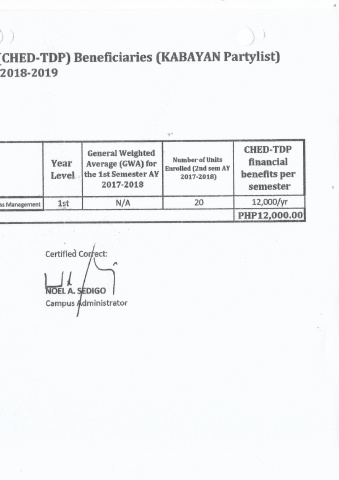 (CHED-TDP) Beneficiaries (KABAYAN Partylist)
2018-2019
Year Level
General Weighted Average (GWA) for the 1st Semester AY 2017-2018
Number of Units Enrolled (2nd sem AY 2017-2018)
CHED-TDP financial benefits per semester
ss Management 1st N/A 20 12,000/yr
PHP12,000.00
Certified Correct:
NOEL A. SEDIGO
Campus Administrator